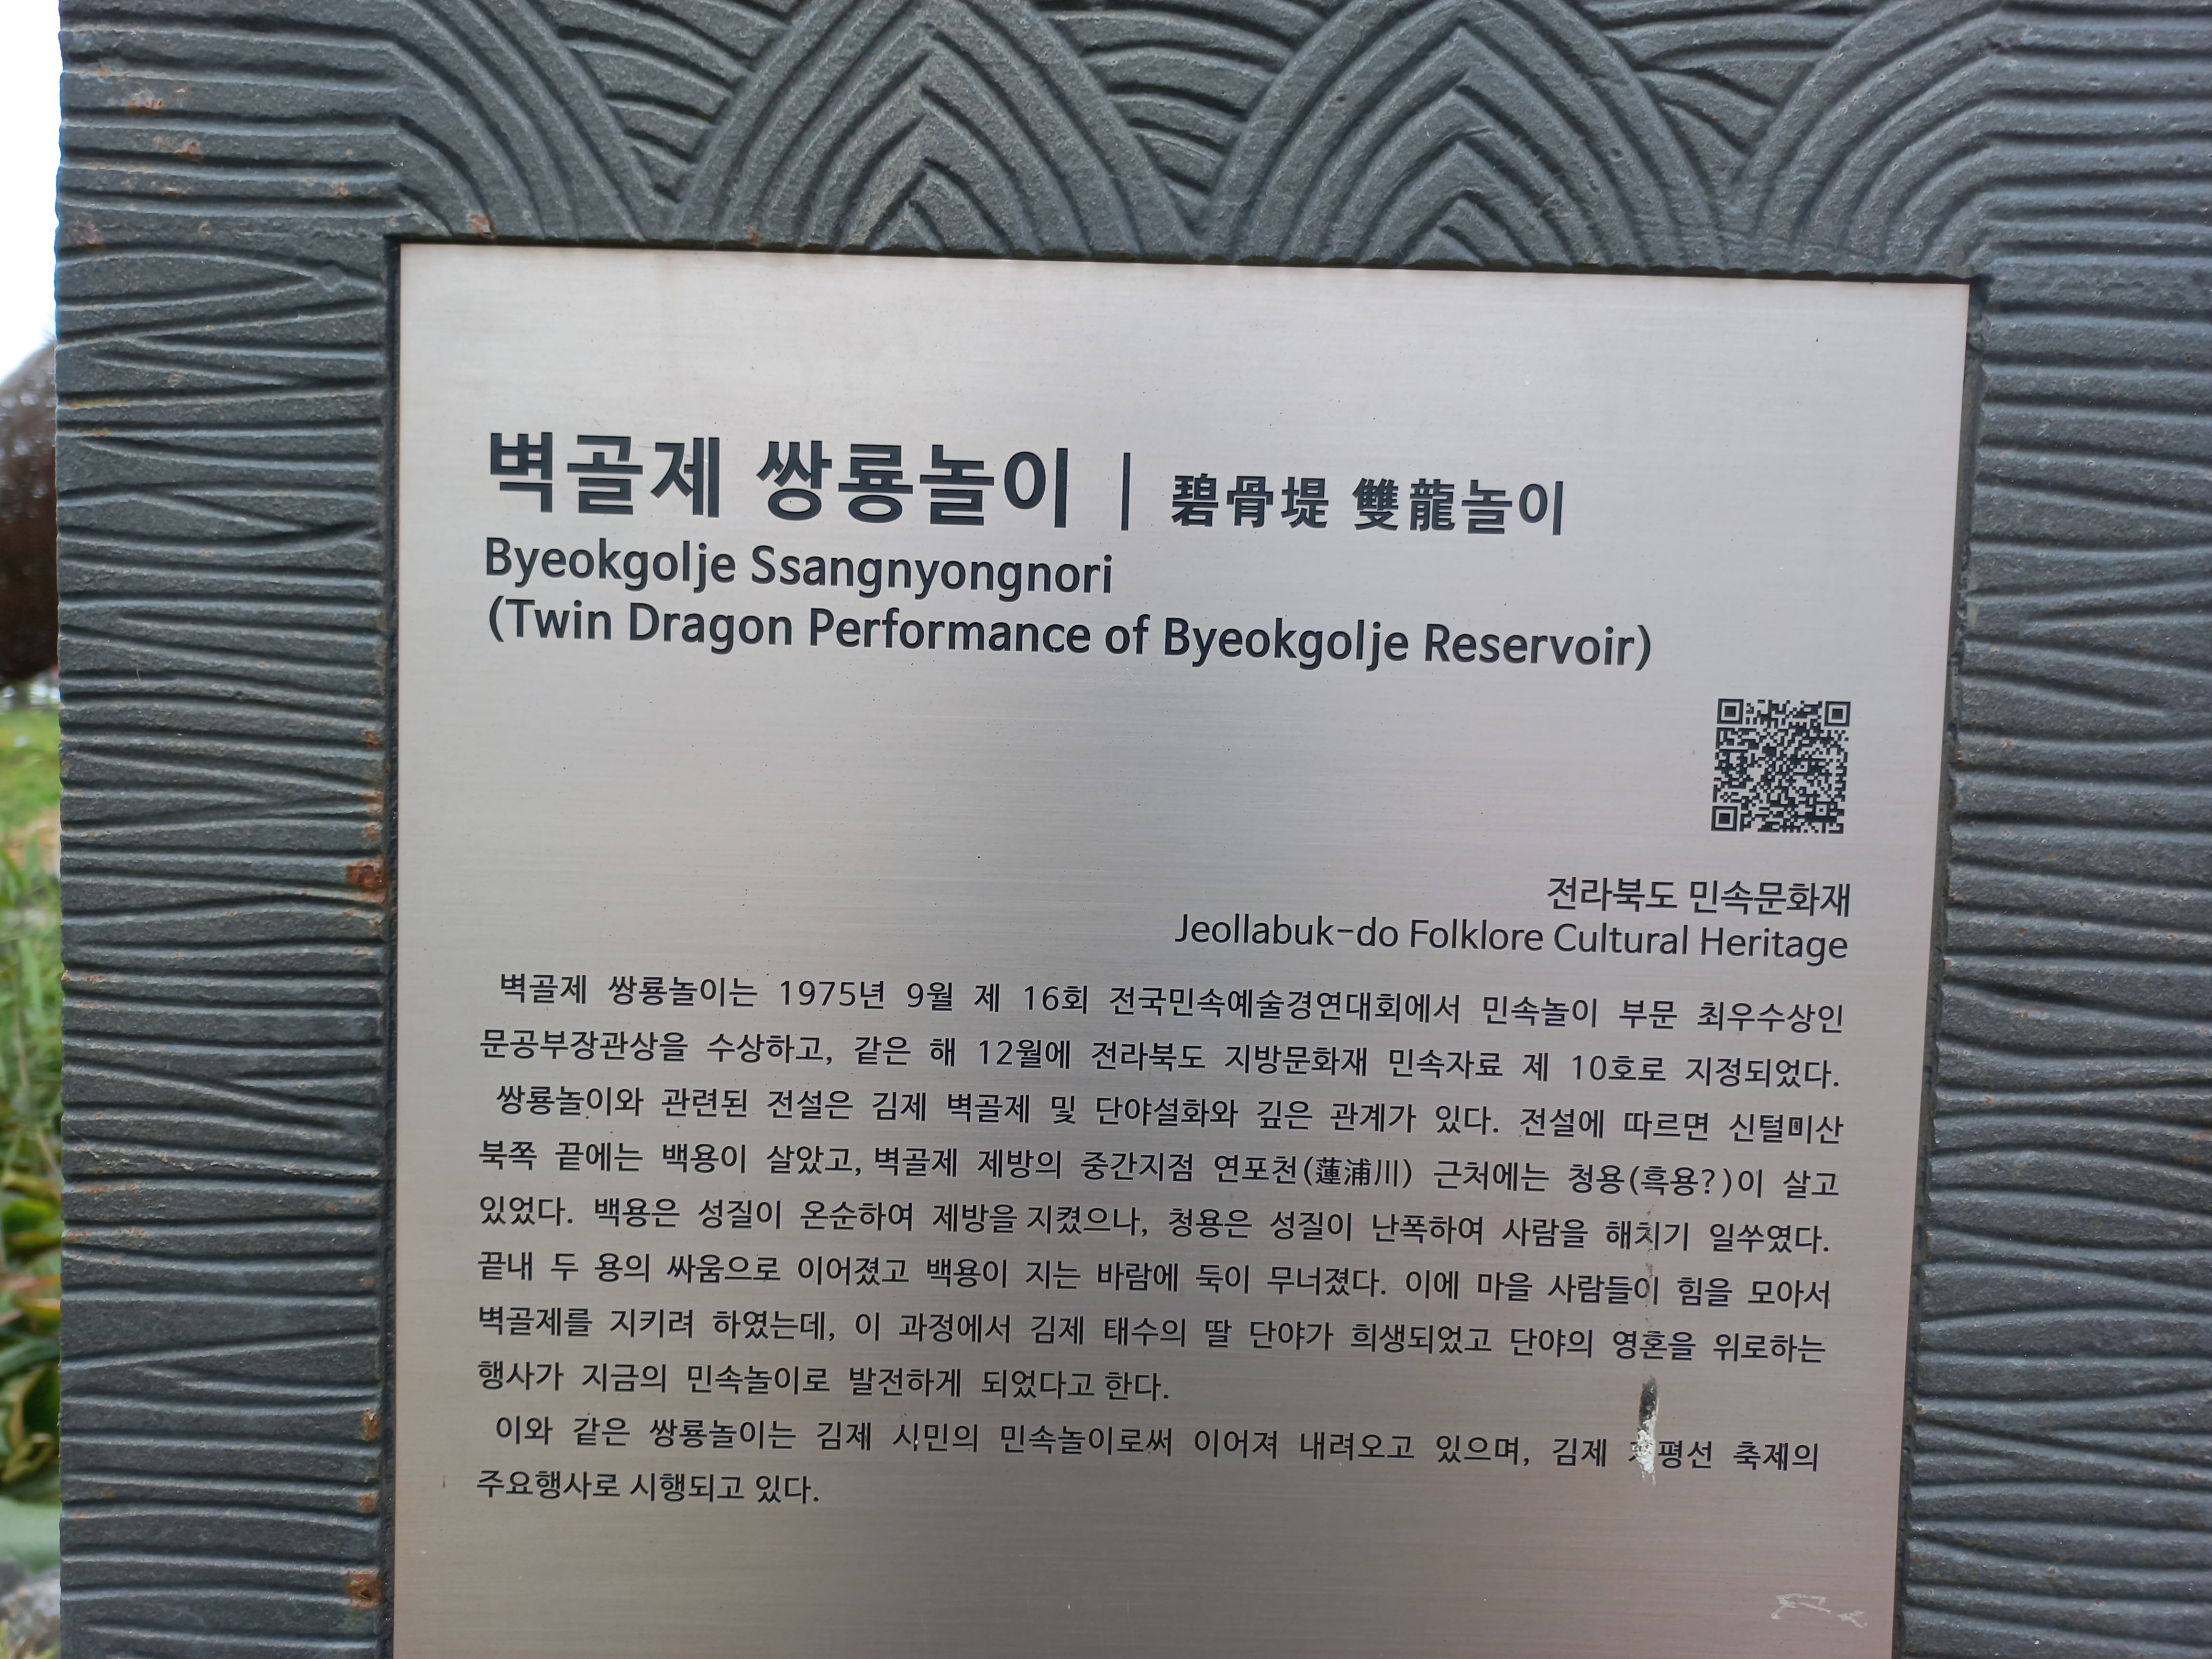 벽골제 쌍룡놀이 | 碧骨堤 雙龍놀이
Byeokgolje Ssangnyongnori
(Twin Dragon Performance of Byeokgolje Reservoir)
전라북도 민속문화재
Jeollabuk-do Folklore Cultural Heritage
벽골제 쌍룡놀이는 1975년 9월 제 16회 전국민속예술경연대회에서 민속놀이 부문 최우수상인
문공부장관상을 수상하고, 같은 해 12월에 전라북도 지방문화재 민속자료 제 10호로 지정되었다.
쌍룡놀이와 관련된 전설은 김제 벽골제 및 단야설화와 깊은 관계가 있다. 전설에 따르면 신털미산
북쪽 끝에는 백용이 살았고, 벽골제 제방의 중간지점 연포천(蓮浦川) 근처에는 청용(흑용?)이 살고
있었다. 백용은 성질이 온순하여 제방을 지켰으나, 청용은 성질이 난폭하여 사람을 해치기 일쑤였다.
끝내 두 용의 싸움으로 이어졌고 백용이 지는 바람에 둑이 무너졌다. 이에 마을 사람들이 힘을 모아서
벽골제를 지키려 하였는데, 이 과정에서 김제 태수의 딸 단야가 희생되었고 단야의 영혼을 위로하는
행사가 지금의 민속놀이로 발전하게 되었다고 한다.
이와 같은 쌍룡놀이는 김제 시민의 민속놀이로써 이어져 내려오고 있으며, 김제 지평선 축제의
주요행사로 시행되고 있다.